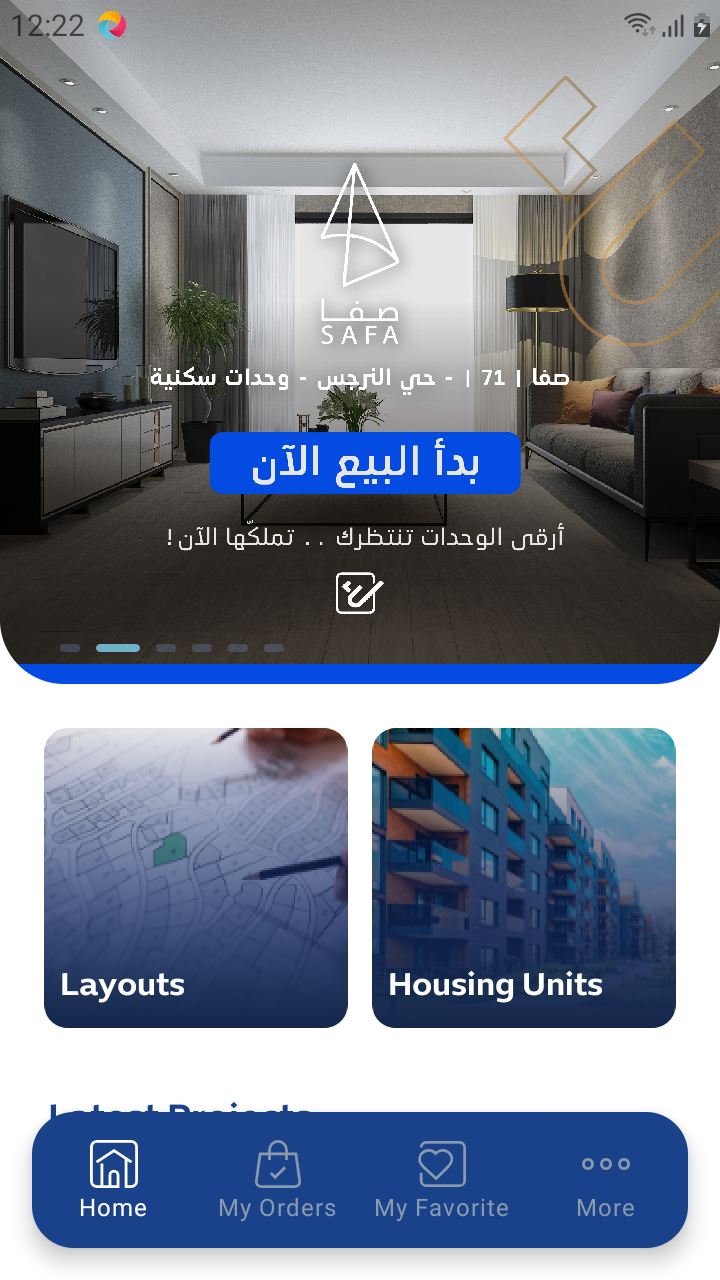 12:22
صفا
SAFA
صفا | 71 | - حي النرجس - وحدات سكنية
بدأ البيع الآن
أرقى الوحدات تنتظرك . . تملكّها الآن !
Layouts
Housing Units
Latest Projects
Home
My Orders
My Favorite
More